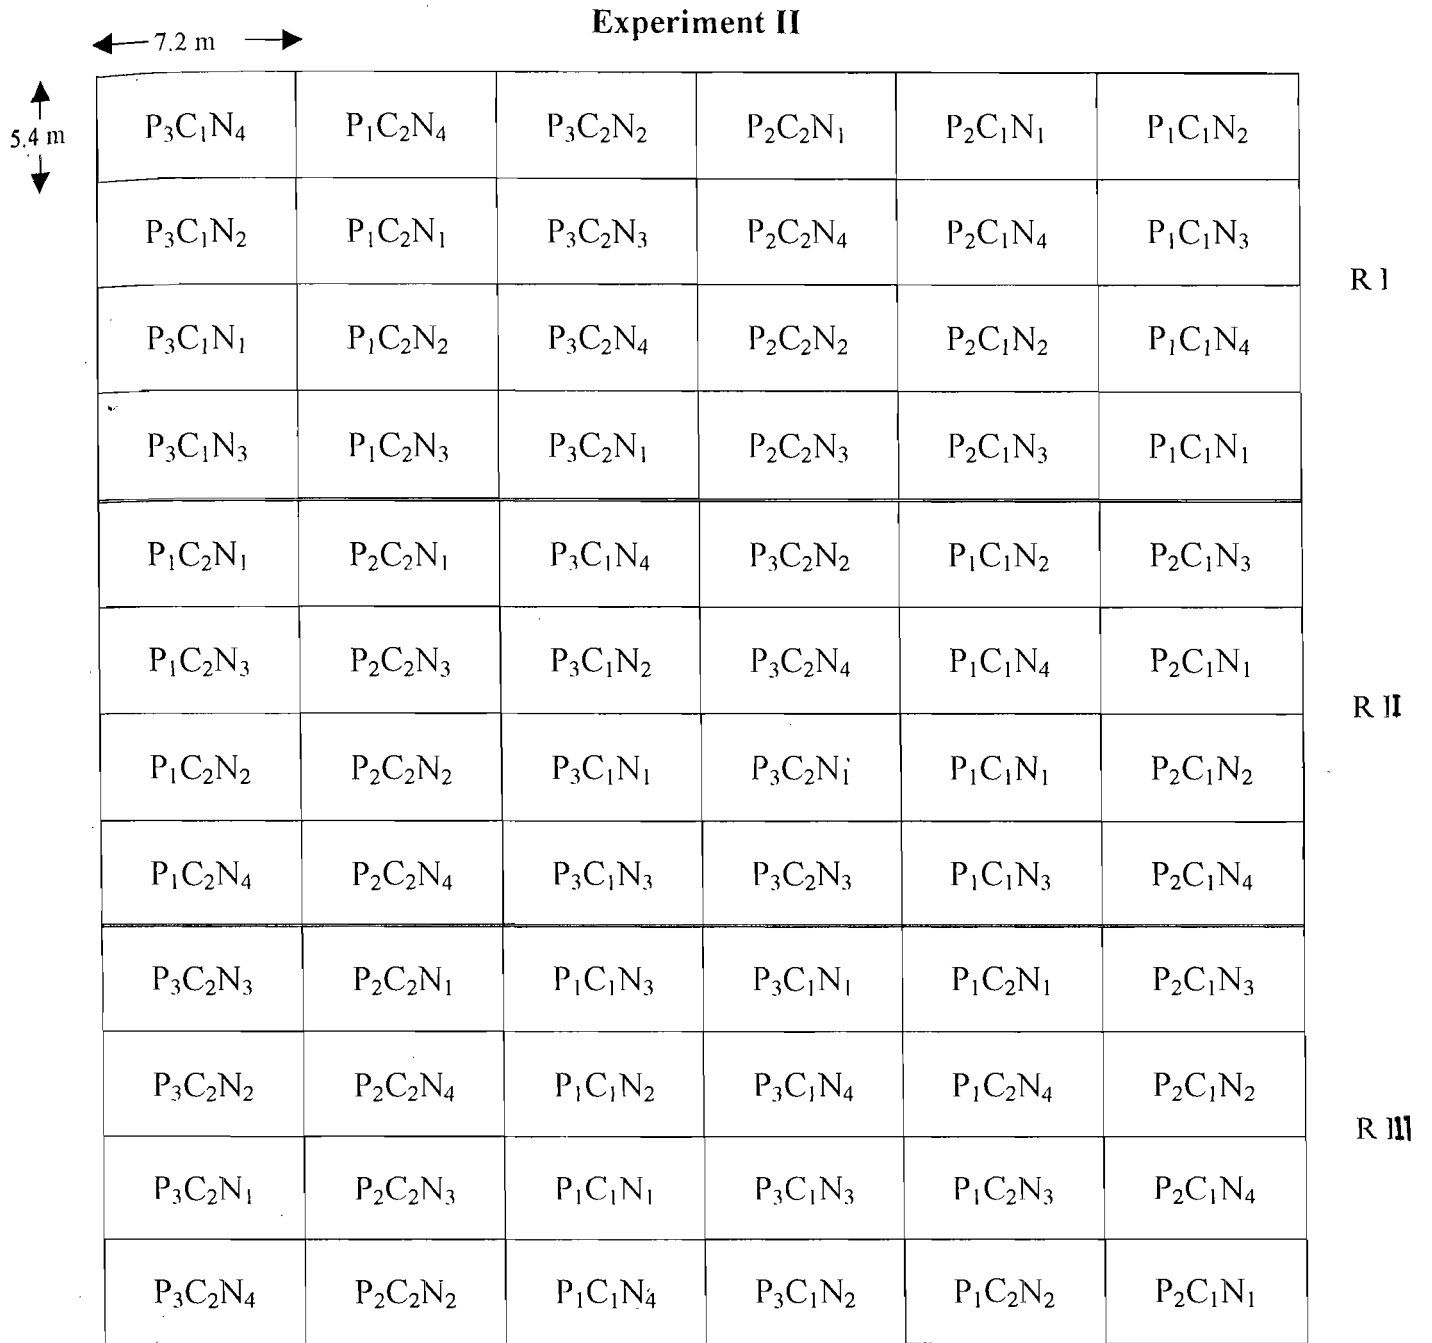 Experiment II
7.2 m
5.4 m
P₃C₁N₄ P₁C₂N₄ P₃C₂N₂ P₂C₂N₁ P₂C₁N₁ P₁C₁N₂
P₃C₁N₂ P₁C₂N₁ P₃C₂N₃ P₂C₂N₄ P₂C₁N₄ P₁C₁N₃
R I
P₃C₁N₁ P₁C₂N₂ P₃C₂N₄ P₂C₂N₂ P₂C₁N₂ P₁C₁N₄
P₃C₁N₃ P₁C₂N₃ P₃C₂N₁ P₂C₂N₃ P₂C₁N₃ P₁C₁N₁
P₁C₂N₁ P₂C₂N₁ P₃C₁N₄ P₃C₂N₂ P₁C₁N₂ P₂C₁N₃
P₁C₂N₃ P₂C₂N₃ P₃C₁N₂ P₃C₂N₄ P₁C₁N₄ P₂C₁N₁
R II
P₁C₂N₂ P₂C₂N₂ P₃C₁N₁ P₃C₂N₁ P₁C₁N₁ P₂C₁N₂
P₁C₂N₄ P₂C₂N₄ P₃C₁N₃ P₃C₂N₃ P₁C₁N₃ P₂C₁N₄
P₃C₂N₃ P₂C₂N₁ P₁C₁N₃ P₃C₁N₁ P₁C₂N₁ P₂C₁N₃
P₃C₂N₂ P₂C₂N₄ P₁C₁N₂ P₃C₁N₄ P₁C₂N₄ P₂C₁N₂
R III
P₃C₂N₁ P₂C₂N₃ P₁C₁N₁ P₃C₁N₃ P₁C₂N₃ P₂C₁N₄
P₃C₂N₄ P₂C₂N₂ P₁C₁N₄ P₃C₁N₂ P₁C₂N₂ P₂C₁N₁